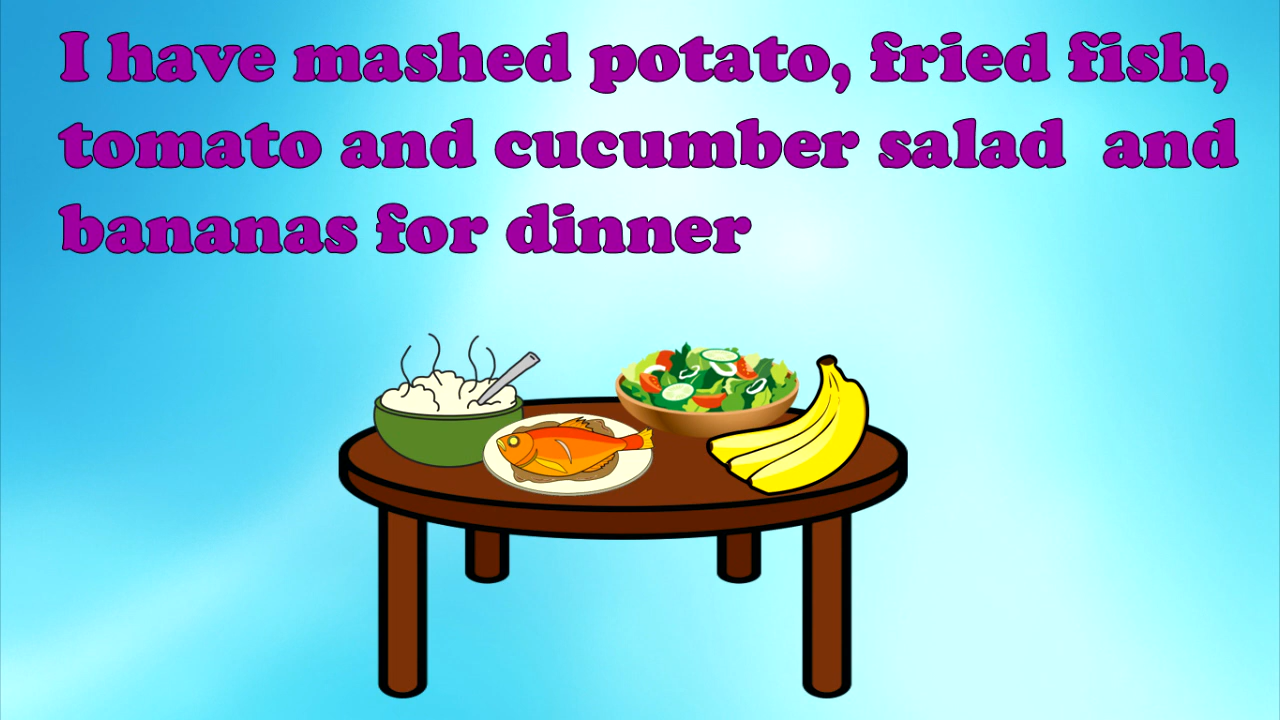 I have mashed potato, fried fish,
tomato and cucumber salad  and
bananas for dinner